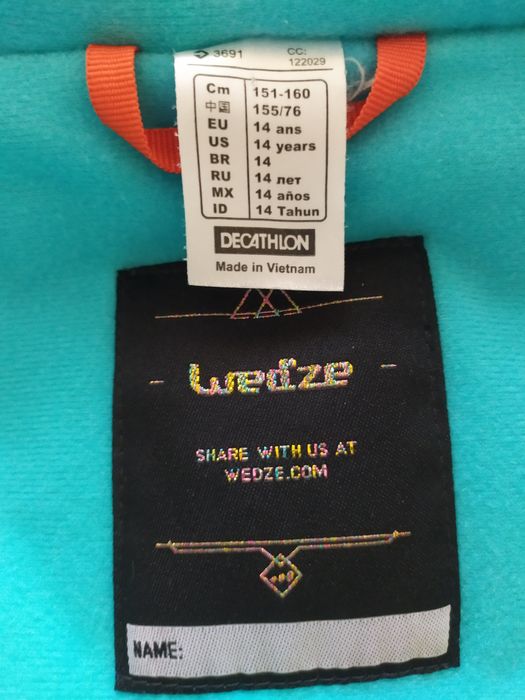 3691 CC:
122029
Cm 151-160
中国 155/76
EU 14 ans
US 14 years
BR 14
RU 14 лет
MX 14 años
ID 14 Tahun
DECATHLON
Made in Vietnam
wed'ze
SHARE WITH US AT
WEDZE.COM
NAME: